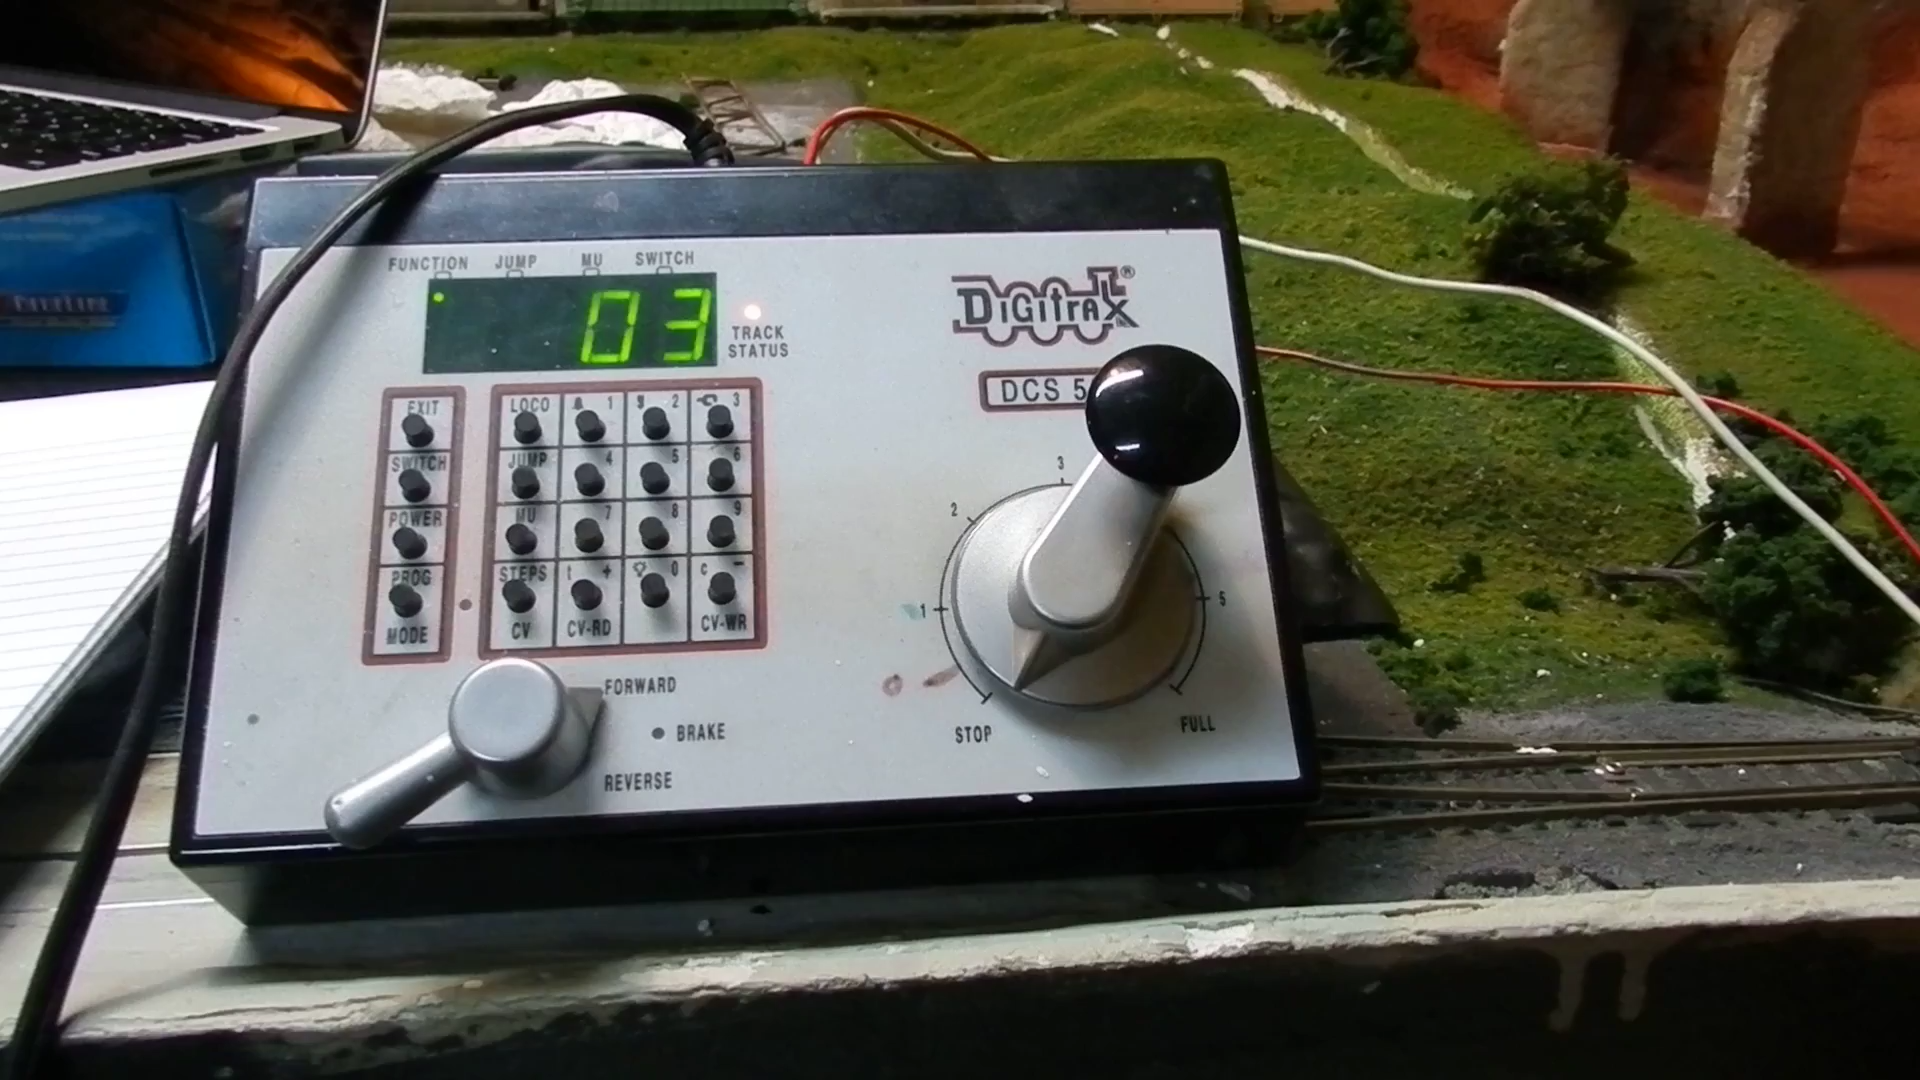 FUNCTION JUMP MU SWITCH
03
TRACK
STATUS
DIGITRAX®
DCS 5
EXIT
SWITCH
POWER
PROG
MODE
LOCO 1 2 3
JUMP 4 5 6
MU 7 8 9
STEPS t + 0 c -
CV CV-RD CV-WR
FORWARD
BRAKE
REVERSE
1 2 3 5
STOP
FULL